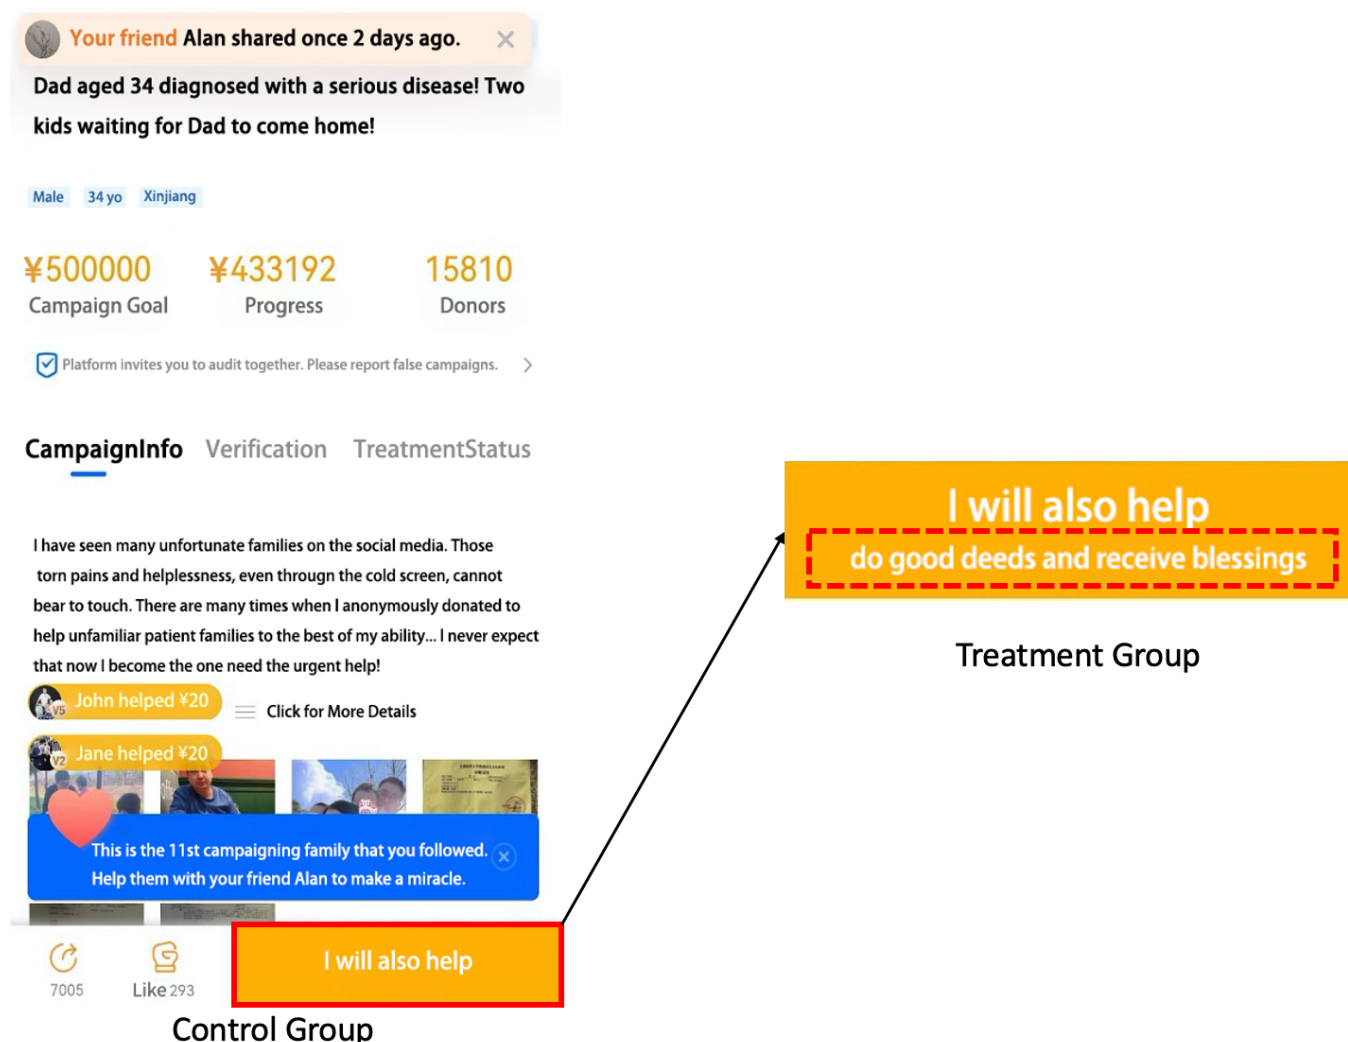 Your friend Alan shared once 2 days ago.
Dad aged 34 diagnosed with a serious disease! Two
kids waiting for Dad to come home!
Male 34 yo Xinjiang
¥500000 ¥433192 15810
Campaign Goal Progress Donors
Platform invites you to audit together. Please report false campaigns.
CampaignInfo Verification TreatmentStatus
I have seen many unfortunate families on the social media. Those
torn pains and helplessness, even througn the cold screen, cannot
bear to touch. There are many times when I anonymously donated to
help unfamiliar patient families to the best of my ability... I never expect
that now I become the one need the urgent help!
V5 John helped ¥20
Click for More Details
V2 Jane helped ¥20
This is the 11st campaigning family that you followed.
Help them with your friend Alan to make a miracle.
7005
Like 293
I will also help
Control Group
I will also help
do good deeds and receive blessings
Treatment Group